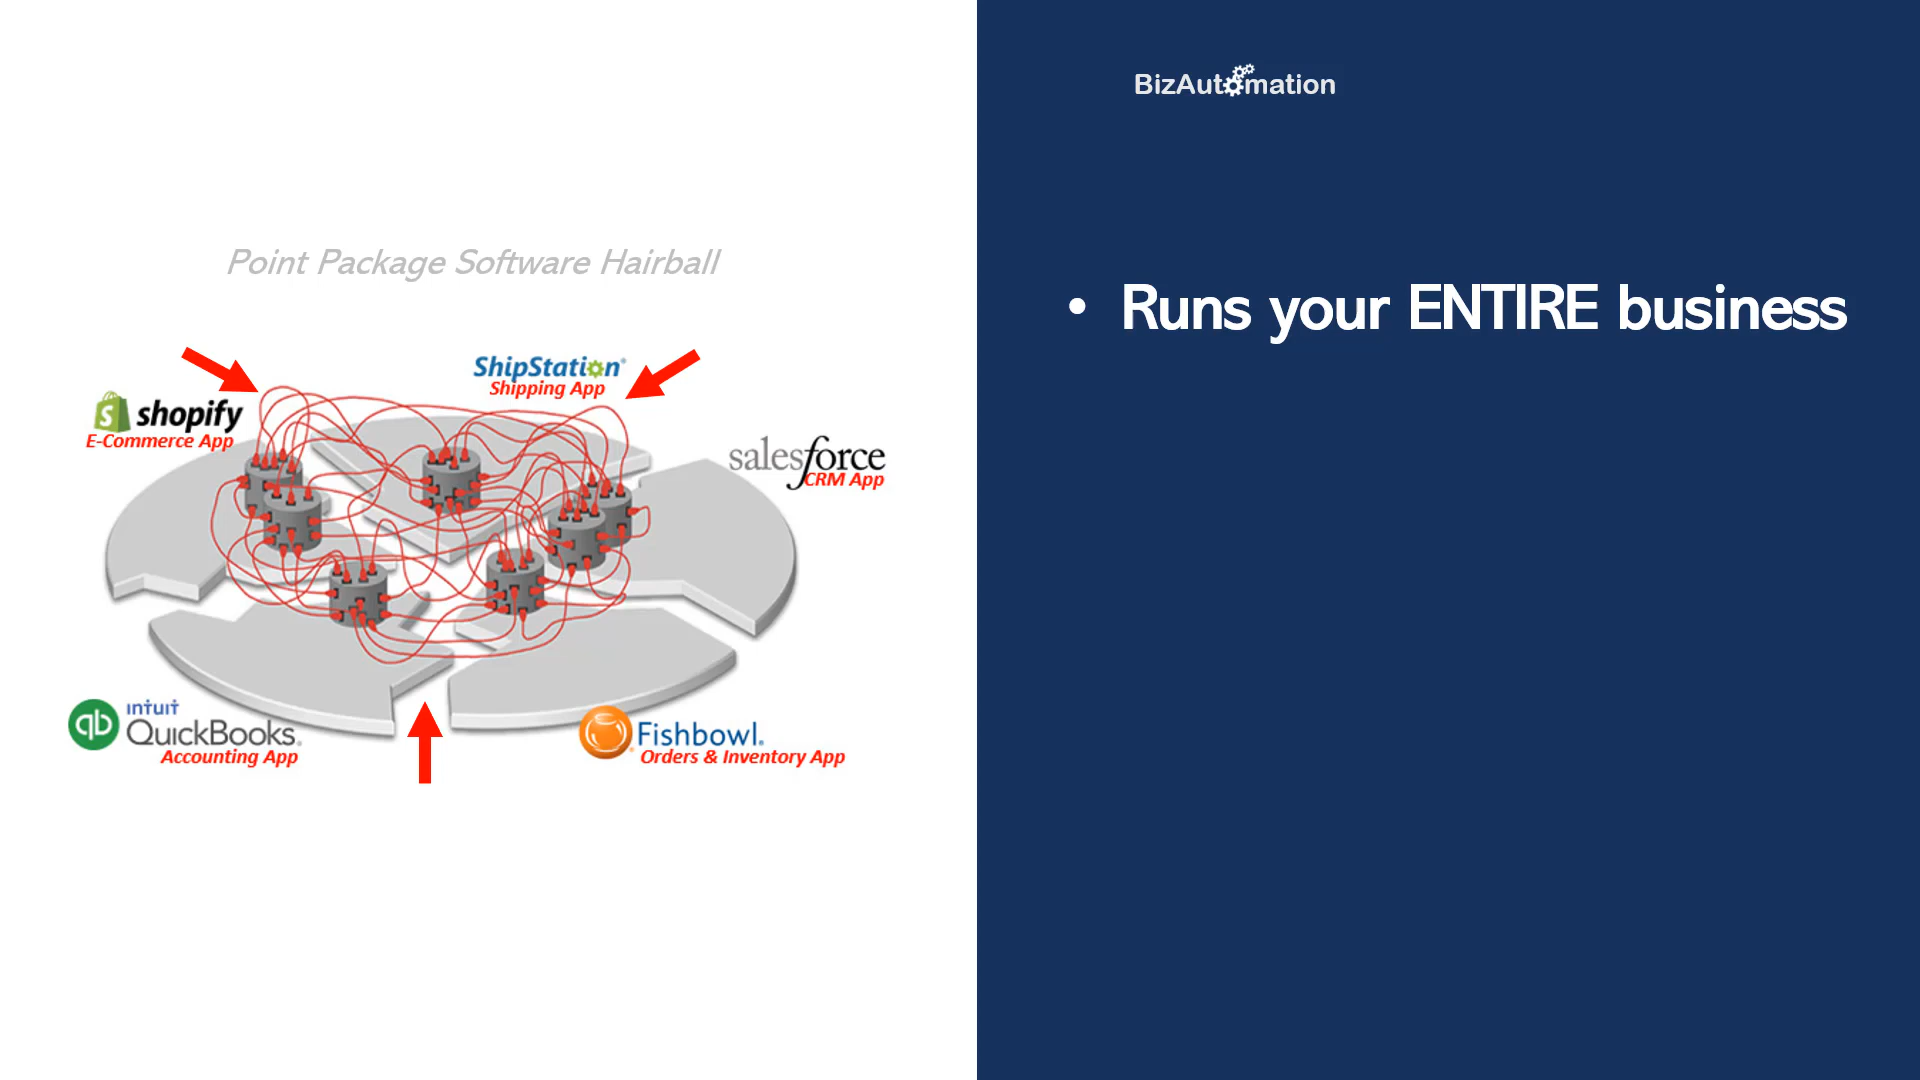 BizAutomation
Point Package Software Hairball
• Runs your ENTIRE business
ShipStation®
Shipping App
shopify
E-Commerce App
salesforce
CRM App
intuit
qb QuickBooks.
Accounting App
Fishbowl®
Orders & Inventory App